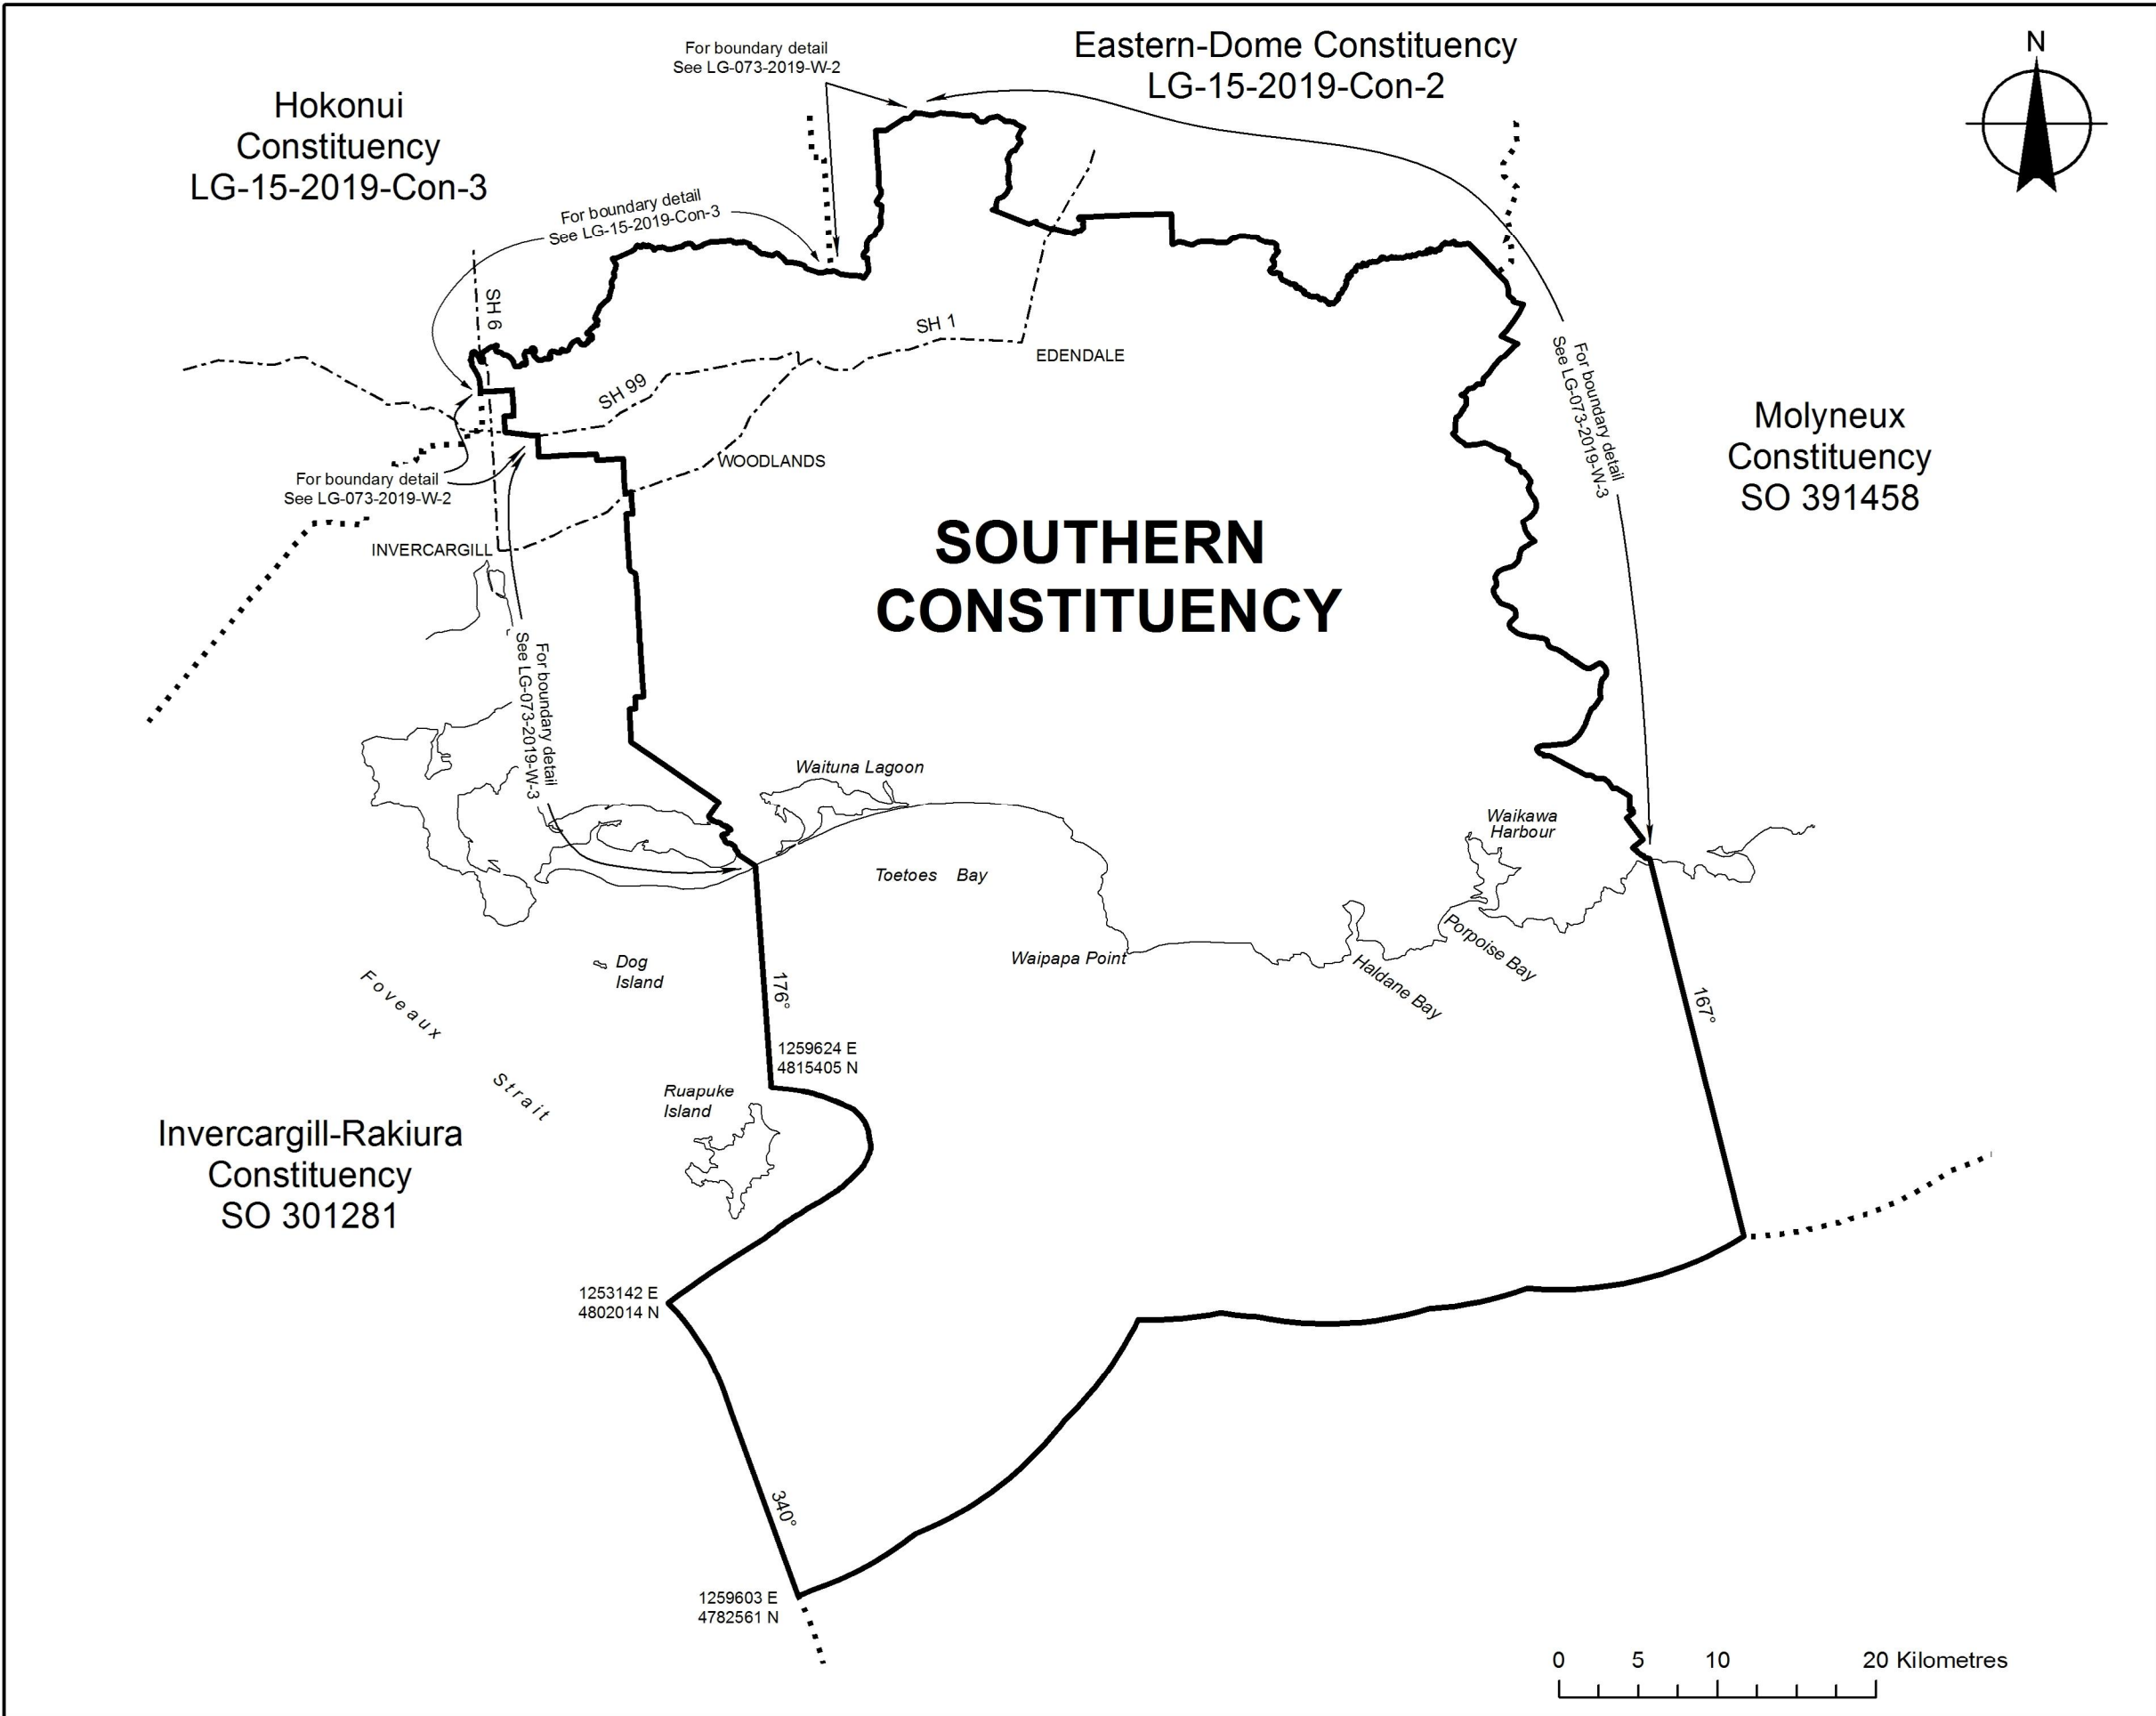 For boundary detail
See LG-073-2019-W-2
Eastern-Dome Constituency
LG-15-2019-Con-2
N
Hokonui
Constituency
LG-15-2019-Con-3
For boundary detail
See LG-15-2019-Con-3
SH 6
SH 1
EDENDALE
SH 99
For boundary detail
See LG-073-2019-W-3
Molyneux
Constituency
SO 391458
WOODLANDS
For boundary detail
See LG-073-2019-W-2
INVERCARGILL
SOUTHERN
CONSTITUENCY
For boundary detail
See LG-073-2019-W-3
Waituna Lagoon
Waikawa
Harbour
Toetoes Bay
Waipapa Point
Porpoise Bay
Haldane Bay
Dog
Island
Foveaux
Strait
176°
167°
1259624 E
4815405 N
Ruapuke
Island
Invercargill-Rakiura
Constituency
SO 301281
1253142 E
4802014 N
340°
1259603 E
4782561 N
0 5 10 20 Kilometres